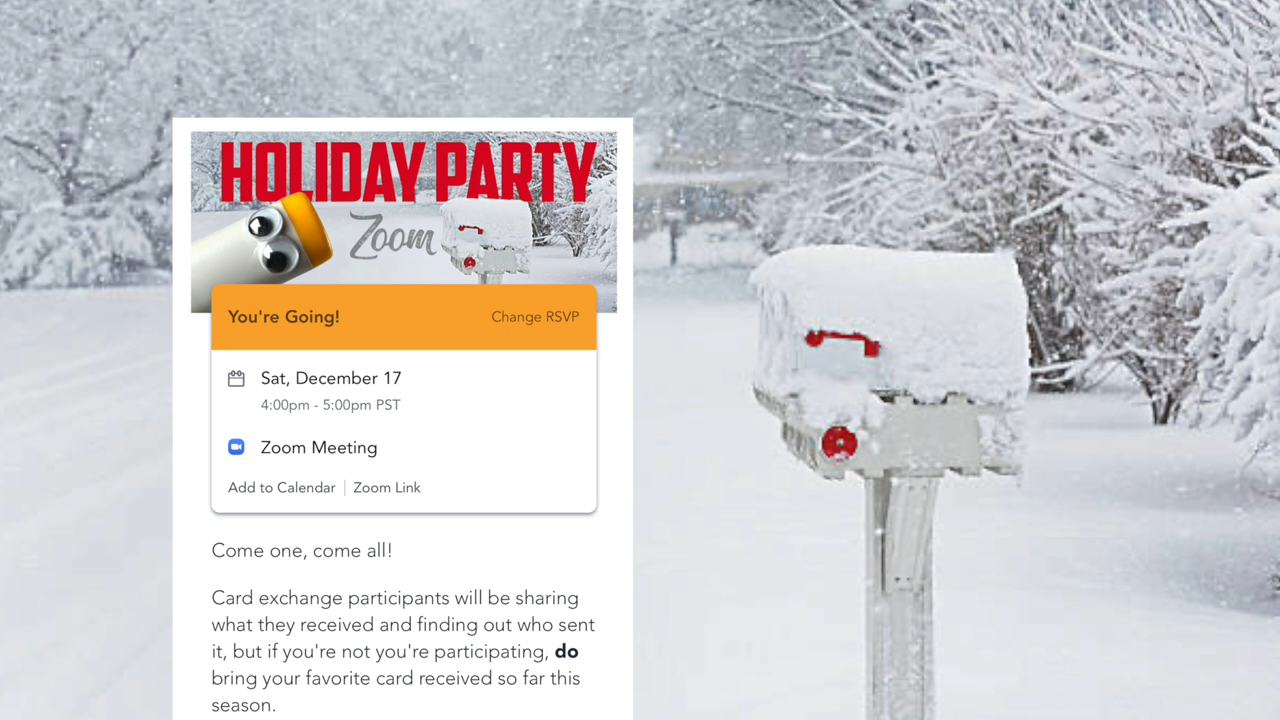 HOLIDAY PARTY
Zoom
You're Going!
Change RSVP
Sat, December 17
4:00pm - 5:00pm PST
Zoom Meeting
Add to Calendar | Zoom Link
Come one, come all!
Card exchange participants will be sharing
what they received and finding out who sent
it, but if you're not you're participating, do
bring your favorite card received so far this
season.